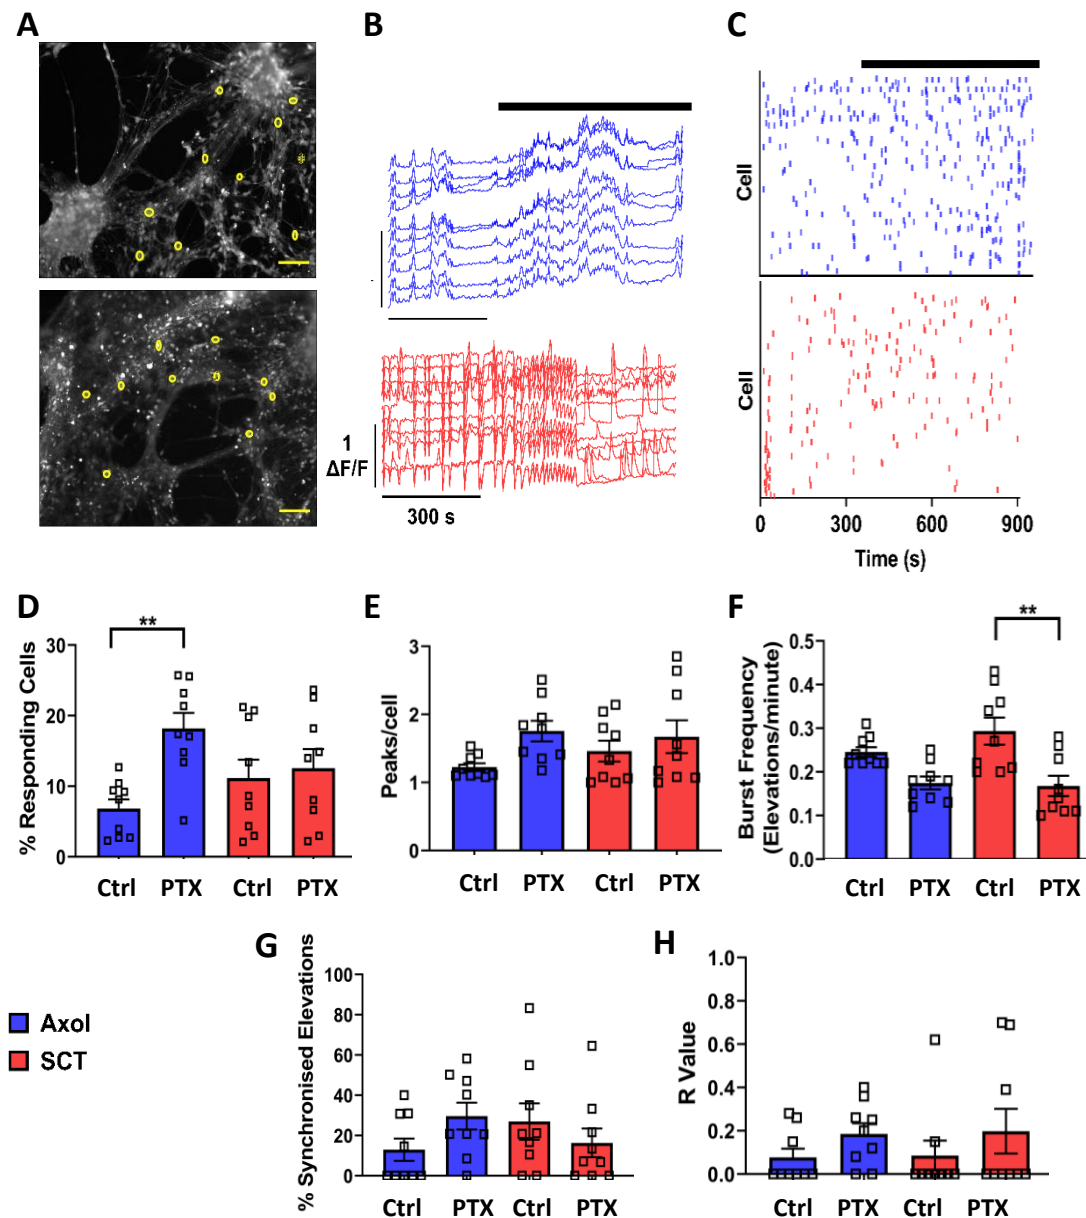 A
B
C
Cell
Cell
1
ΔF/F
300 s
0
300
600
900
Time (s)
D
E
F
% Responding Cells
30
20
10
0
**
Ctrl
PTX
Ctrl
PTX
Peaks/cell
3
2
1
0
Ctrl
PTX
Ctrl
PTX
Burst Frequency
(Elevations/minute)
0.5
0.4
0.3
0.2
0.1
0.0
**
Ctrl
PTX
Ctrl
PTX
G
H
% Synchronised Elevations
100
80
60
40
20
0
Ctrl
PTX
Ctrl
PTX
R Value
1.0
0.8
0.6
0.4
0.2
0.0
Ctrl
PTX
Ctrl
PTX
Axol
SCT